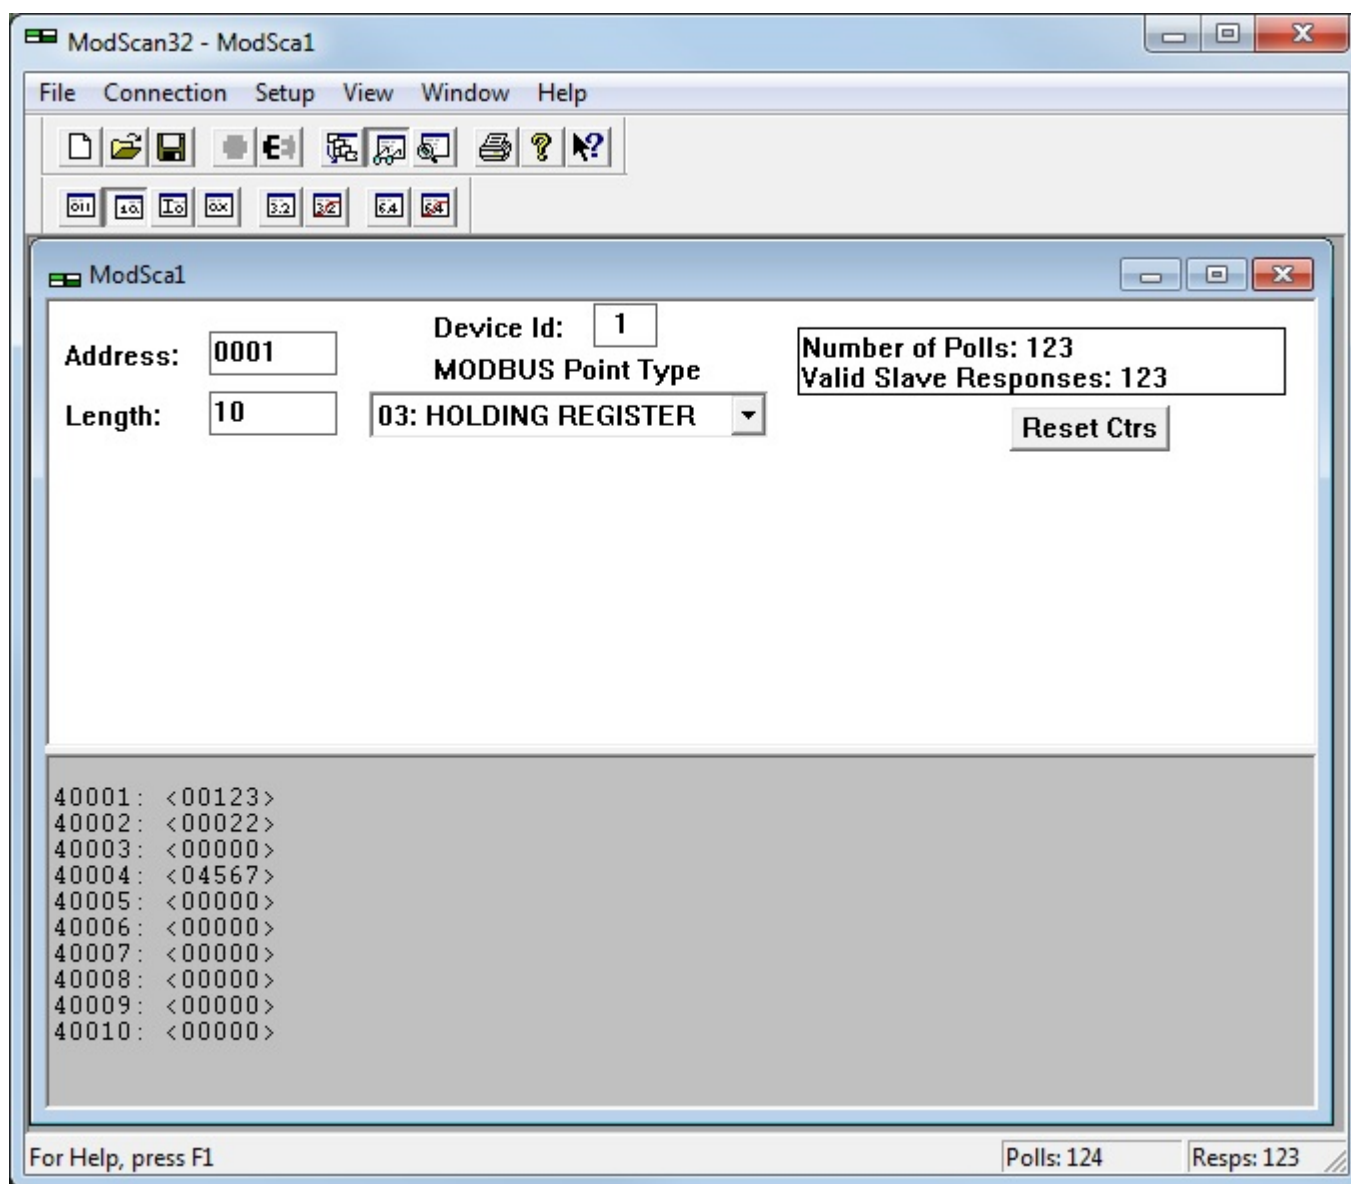 ModScan32 - ModSca1
File Connection Setup View Window Help
ModSca1
Address: 0001
Device Id: 1
MODBUS Point Type
Length: 10
03: HOLDING REGISTER
Number of Polls: 123
Valid Slave Responses: 123
Reset Ctrs
40001: <00123>
40002: <00022>
40003: <00000>
40004: <04567>
40005: <00000>
40006: <00000>
40007: <00000>
40008: <00000>
40009: <00000>
40010: <00000>
For Help, press F1
Polls: 124
Resps: 123